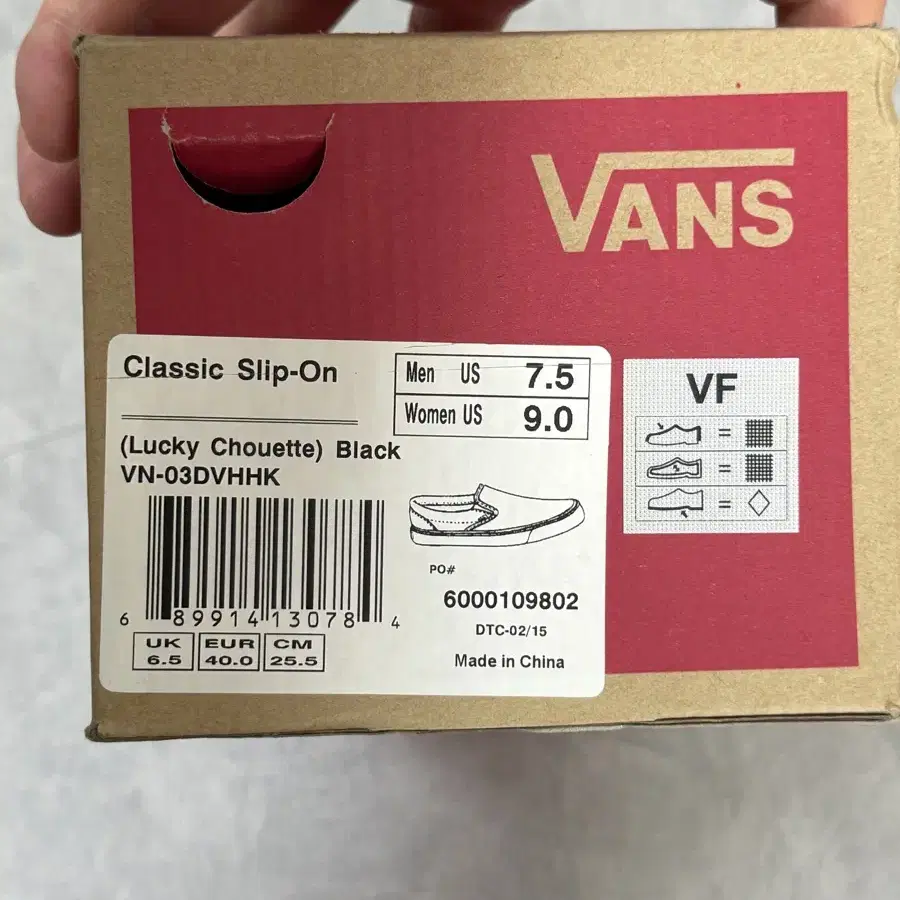 VANS
Classic Slip-On
Men US 7.5
Women US 9.0
(Lucky Chouette) Black
VN-03DVHHK
6 89914 13078 4
UK 6.5
EUR 40.0
CM 25.5
PO#
6000109802
DTC-02/15
Made in China
VF
=
=
=